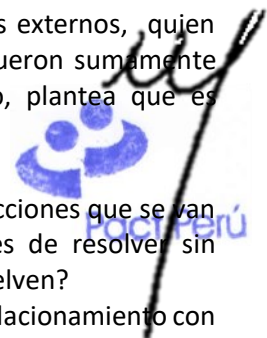 s externos, quien
ueron sumamente
o, plantea que es
cciones que se van
Pact Perú
es de resolver sin
elven?
lacionamiento con